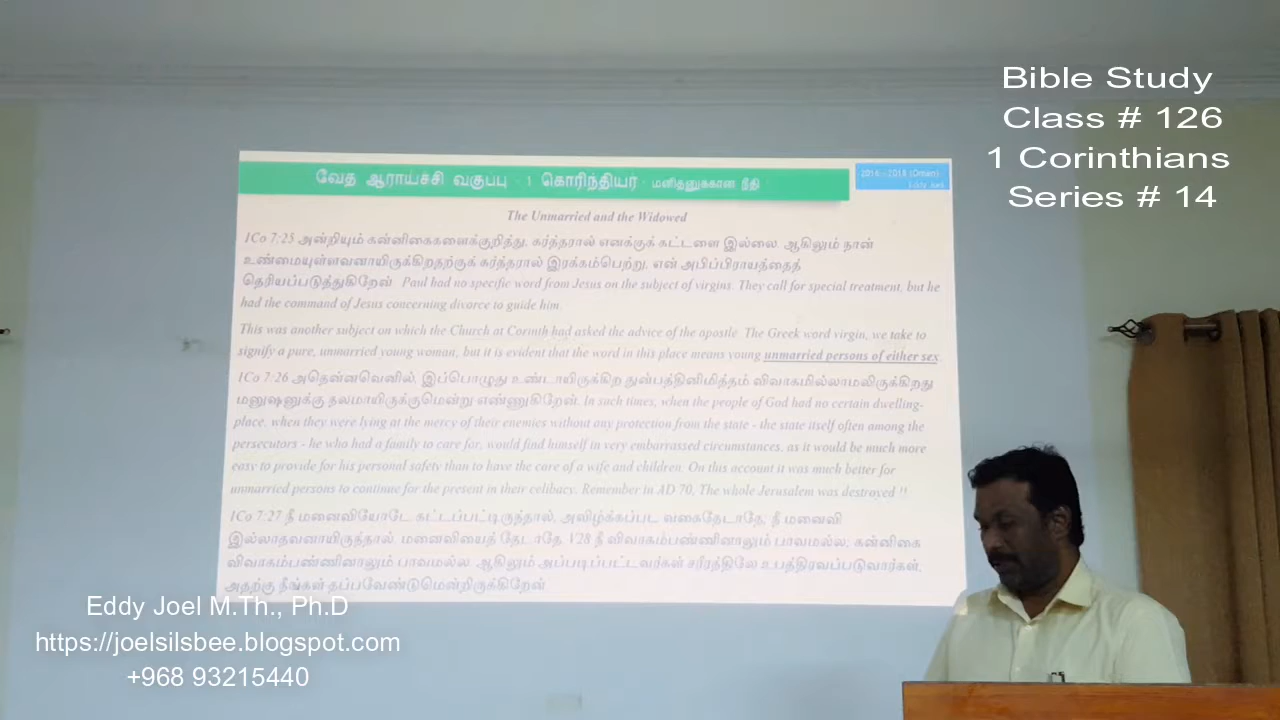 Bible Study
Class # 126
1 Corinthians
Series # 14
வேத ஆராய்ச்சி வகுப்பு - 1 கொரிந்தியர் - மனிதனுக்கான நீதி
2016 - 2018 (Oman)
Eddy Joel
The Unmarried and the Widowed
1Co 7:25 அன்றியும் கன்னிகைகளைக்குறித்து, கர்த்தரால் எனக்குக் கட்டளை இல்லை. ஆகிலும் நான்
உண்மையுள்ளவனாயிருக்கிறதற்குக் கர்த்தரால் இரக்கம்பெற்று, என் அபிப்பிராயத்தைத்
தெரியப்படுத்துகிறேன். Paul had no specific word from Jesus on the subject of virgins. They call for special treatment, but he
had the command of Jesus concerning divorce to guide him.
This was another subject on which the Church at Corinth had asked the advice of the apostle. The Greek word virgin, we take to
signify a pure, unmarried young woman, but it is evident that the word in this place means young unmarried persons of either sex.
1Co 7:26 அதென்னவெனில், இப்பொழுது உண்டாயிருக்கிற துன்பத்தினிமித்தம் விவாகமில்லாமலிருக்கிறது
மனுஷனுக்கு நலமாயிருக்குமென்று எண்ணுகிறேன். In such times, when the people of God had no certain dwelling-
place, when they were lying at the mercy of their enemies without any protection from the state - the state itself often among the
persecutors - he who had a family to care for, would find himself in very embarrassed circumstances, as it would be much more
easy to provide for his personal safety than to have the care of a wife and children. On this account it was much better for
unmarried persons to continue for the present in their celibacy. Remember in AD 70, The whole Jerusalem was destroyed !!
1Co 7:27 நீ மனைவியோடே கட்டப்பட்டிருந்தால், அவிழ்க்கப்பட வகைதேடாதே; நீ மனைவி
இல்லாதவனாயிருந்தால், மனைவியைத் தேடாதே. V28 நீ விவாகம்பண்ணினாலும் பாவமல்ல; கன்னிகை
விவாகம்பண்ணினாலும் பாவமல்ல. ஆகிலும் அப்படிப்பட்டவர்கள் சரீரத்திலே உபத்திரவப்படுவார்கள்;
அதற்கு நீங்கள் தப்பவேண்டுமென்றிருக்கிறேன்.
Eddy Joel M.Th., Ph.D
https://joelsilsbee.blogspot.com
+968 93215440